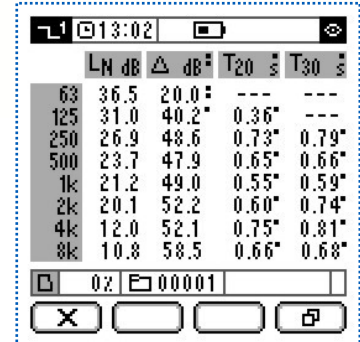 1 13:02
LN dB △ dB T20 s T30 s
63 36.5 20.0 --- ---
125 31.0 40.2 0.36 ---
250 26.9 48.6 0.73 0.79
500 23.7 47.9 0.65 0.66
1k 21.2 49.0 0.55 0.59
2k 20.1 52.2 0.60 0.74
4k 12.0 52.1 0.75 0.81
8k 10.8 58.5 0.66 0.68
0% 00001
X